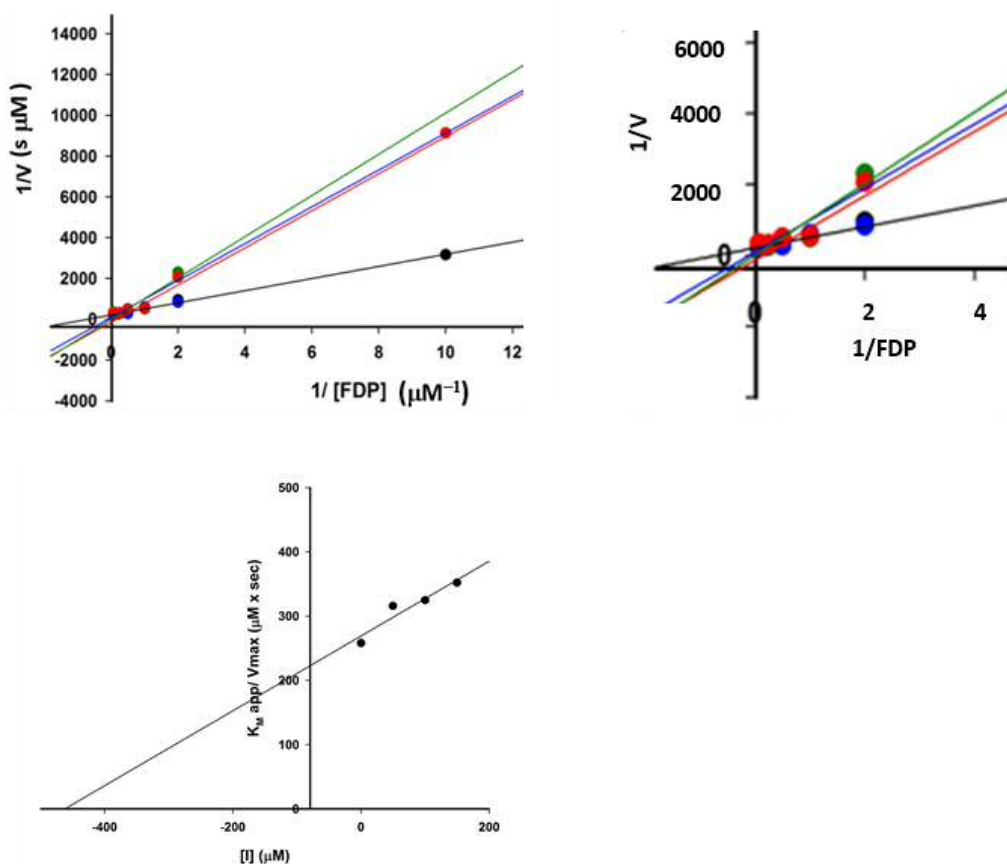 14000
12000
10000
8000
6000
4000
2000
0
-2000
-4000
1/V (s μM)
0 2 4 6 8 10 12
1/ [FDP] (μM⁻¹)
6000
4000
2000
0
1/V
0 2 4
1/FDP
500
400
300
200
100
0
K_M app/ Vmax (μM x sec)
-400 -200 0 200
[I] (μM)